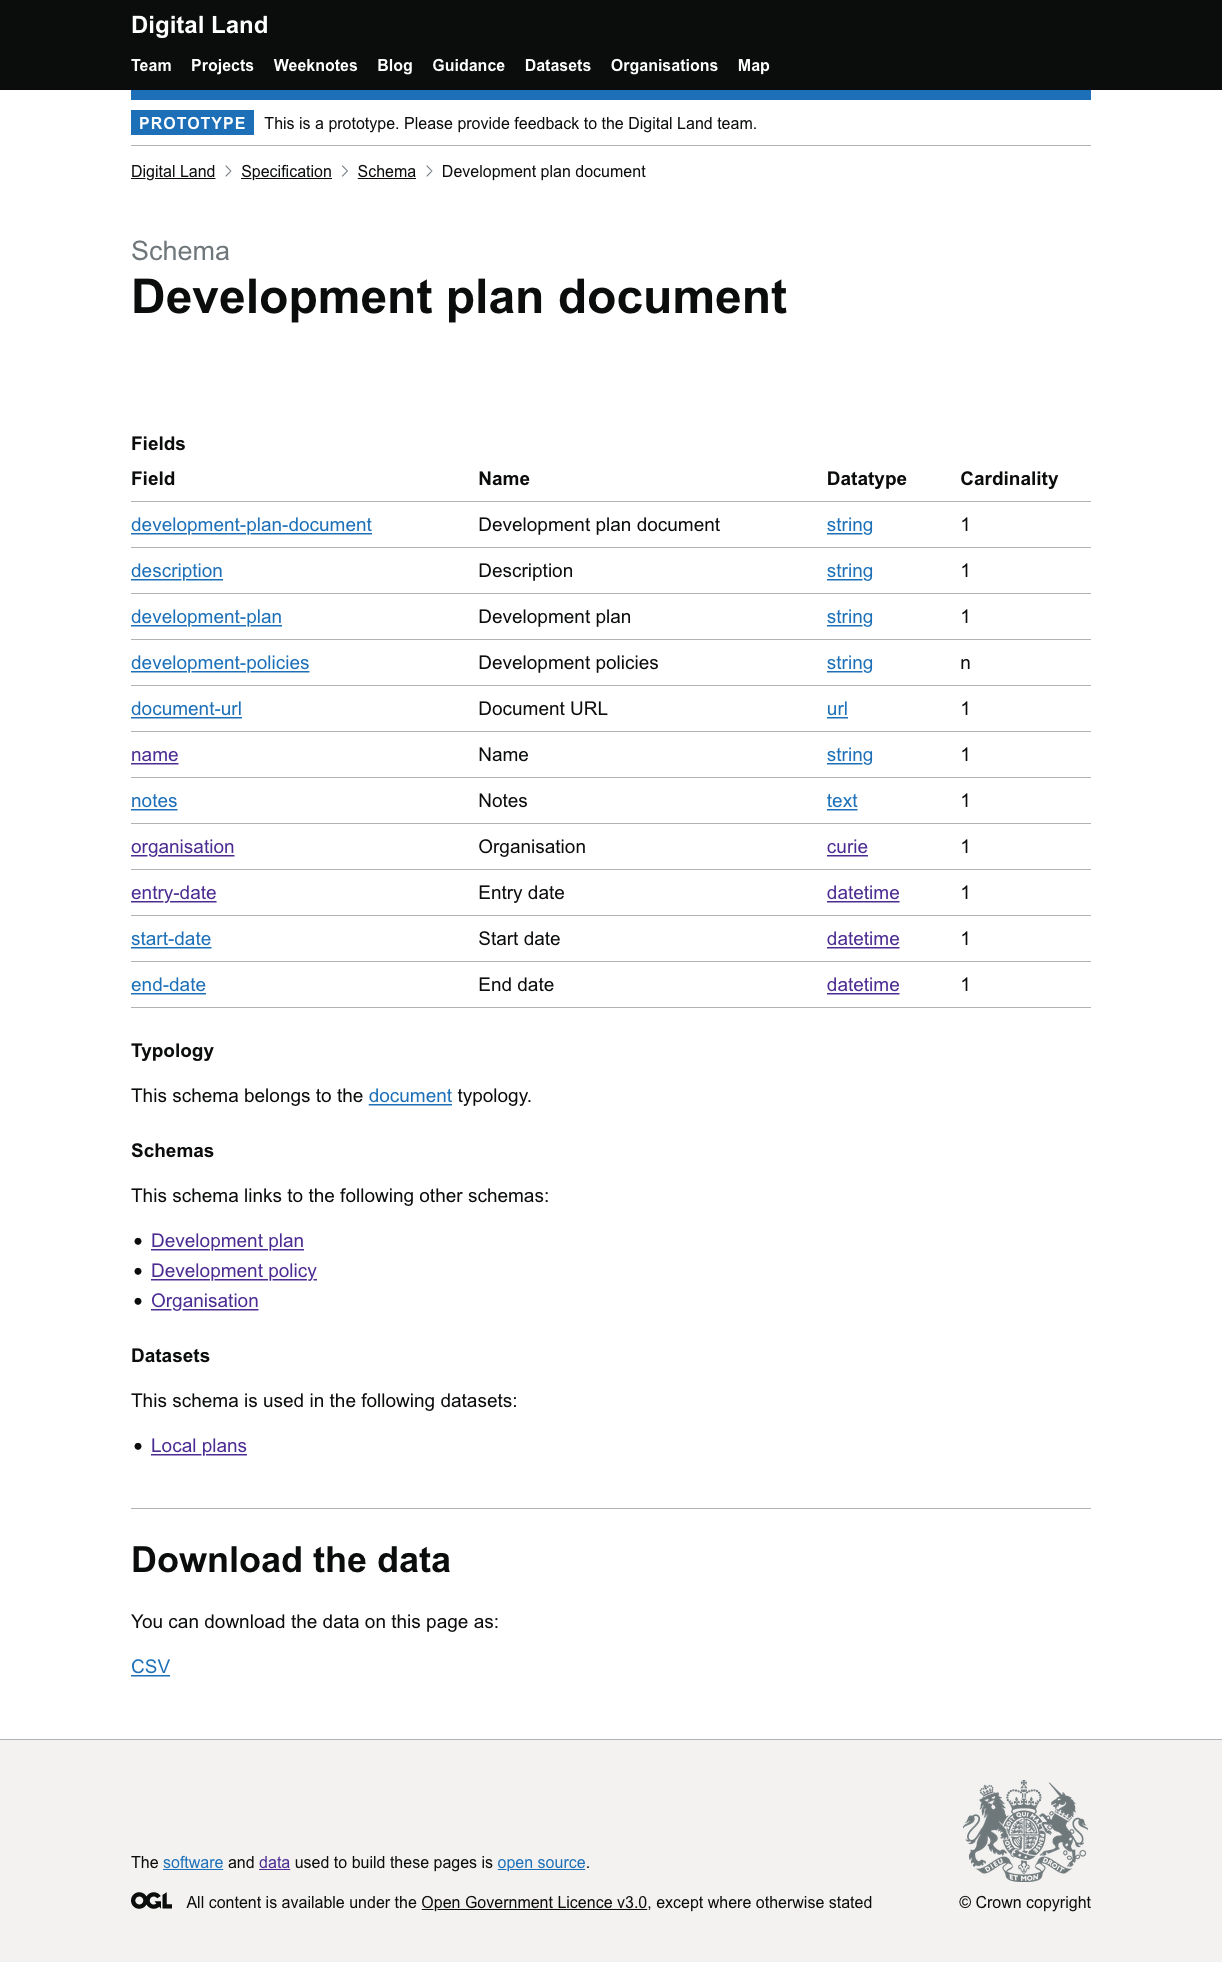 Digital Land
Team Projects Weeknotes Blog Guidance Datasets Organisations Map
PROTOTYPE This is a prototype. Please provide feedback to the Digital Land team.
Digital Land Specification Schema Development plan document
Schema
Development plan document
Fields
Field Name Datatype Cardinality
development-plan-document Development plan document string 1
description Description string 1
development-plan Development plan string 1
development-policies Development policies string n
document-url Document URL url 1
name Name string 1
notes Notes text 1
organisation Organisation curie 1
entry-date Entry date datetime 1
start-date Start date datetime 1
end-date End date datetime 1
Typology
This schema belongs to the document typology.
Schemas
This schema links to the following other schemas:
• Development plan
• Development policy
• Organisation
Datasets
This schema is used in the following datasets:
• Local plans
Download the data
You can download the data on this page as:
CSV
The software and data used to build these pages is open source.
OGL All content is available under the Open Government Licence v3.0, except where otherwise stated
DIEU ET MON DROIT
© Crown copyright